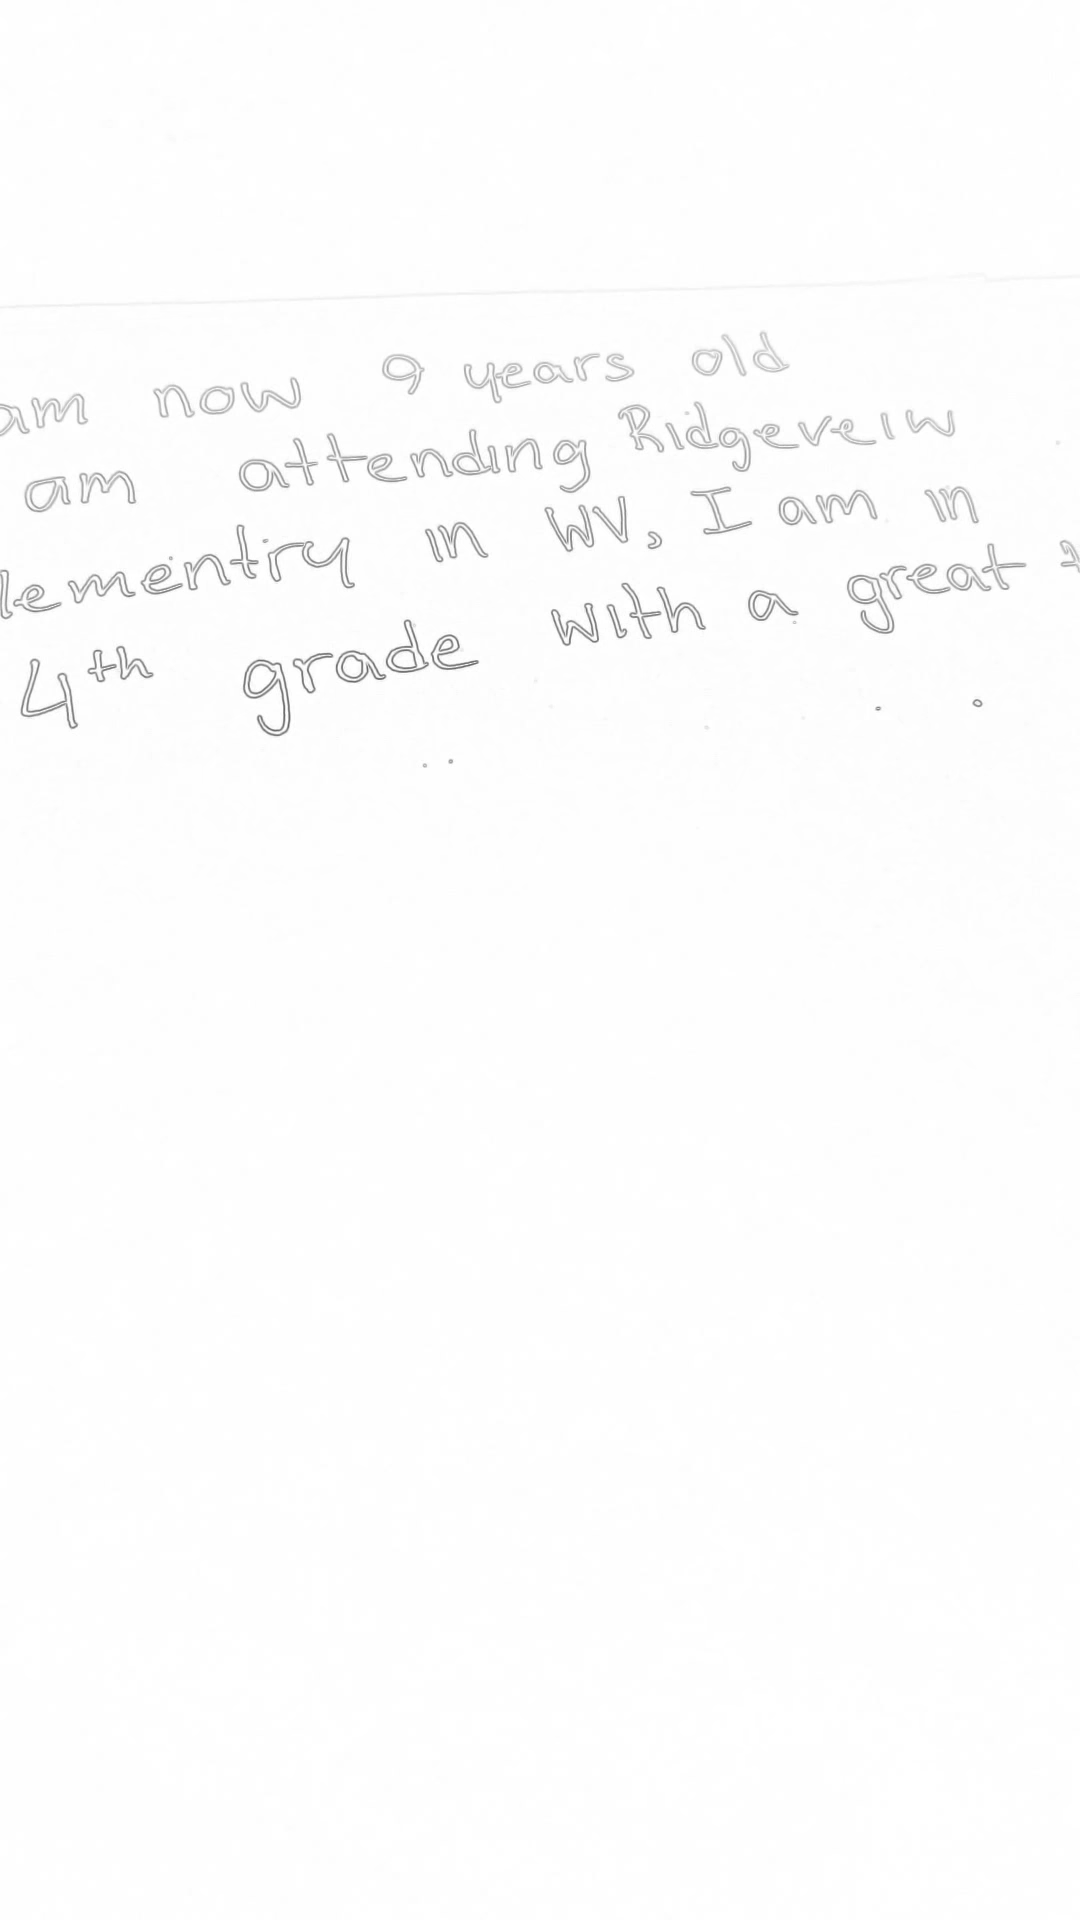 am now 9 years old
am attending Ridgeveiw
lementry in WV, I am in
4th grade with a great